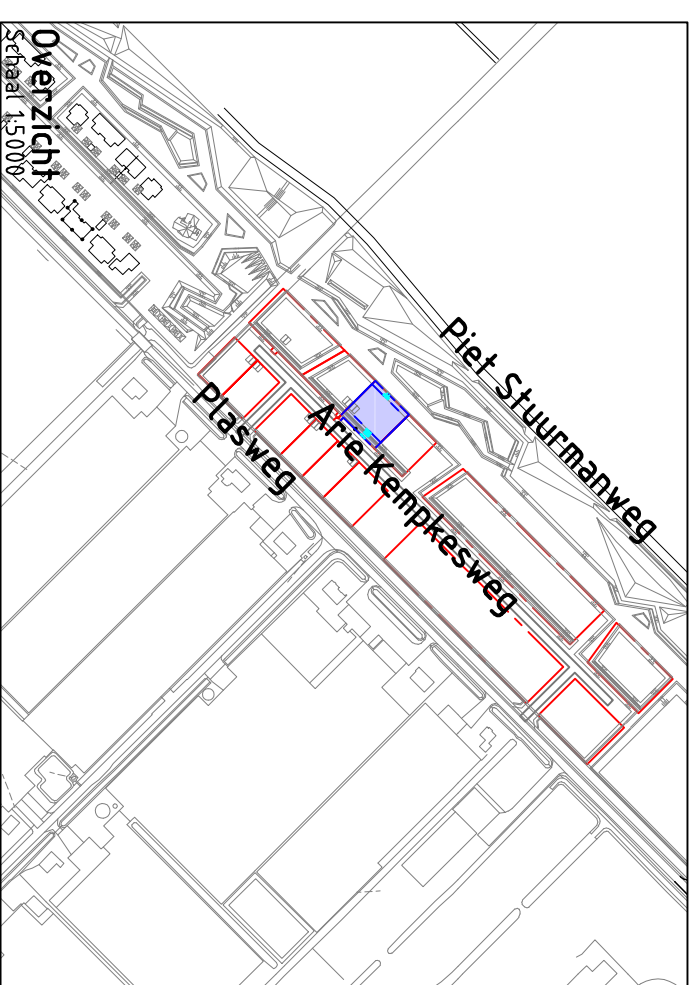 Overzicht
Schaal 1:5000
Piet Stuurmanweg
Arie Kempkesweg
Plasweg